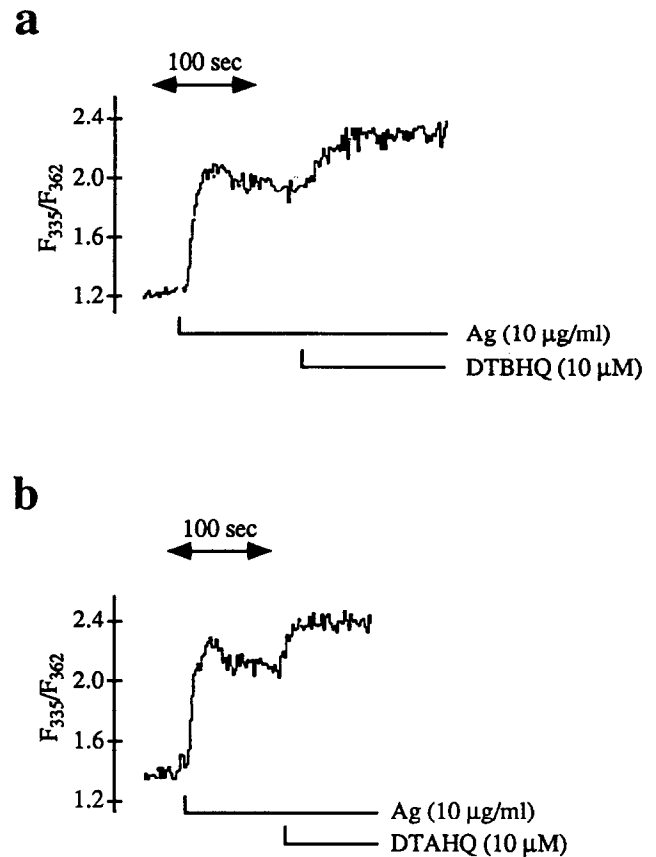 a
100 sec
2.4
2.0
1.6
1.2
F335/F362
Ag (10 µg/ml)
DTBHQ (10 µM)
b
100 sec
2.4
2.0
1.6
1.2
F335/F362
Ag (10 µg/ml)
DTAHQ (10 µM)